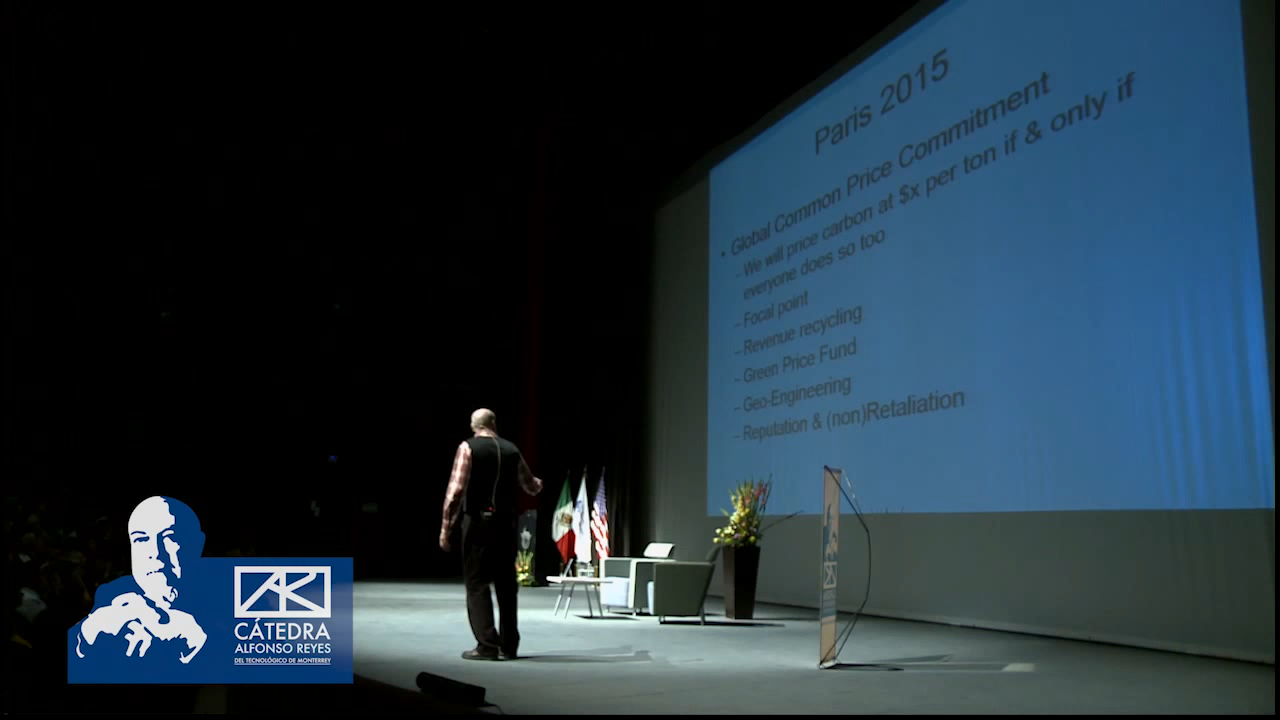 Paris 2015
• Global Common Price Commitment
– We will price carbon at $x per ton if & only if
everyone does so too
– Focal point
– Revenue recycling
– Green Price Fund
– Geo-Engineering
– Reputation & (non)Retaliation
AR
CÁTEDRA
ALFONSO REYES
DEL TECNOLÓGICO DE MONTERREY